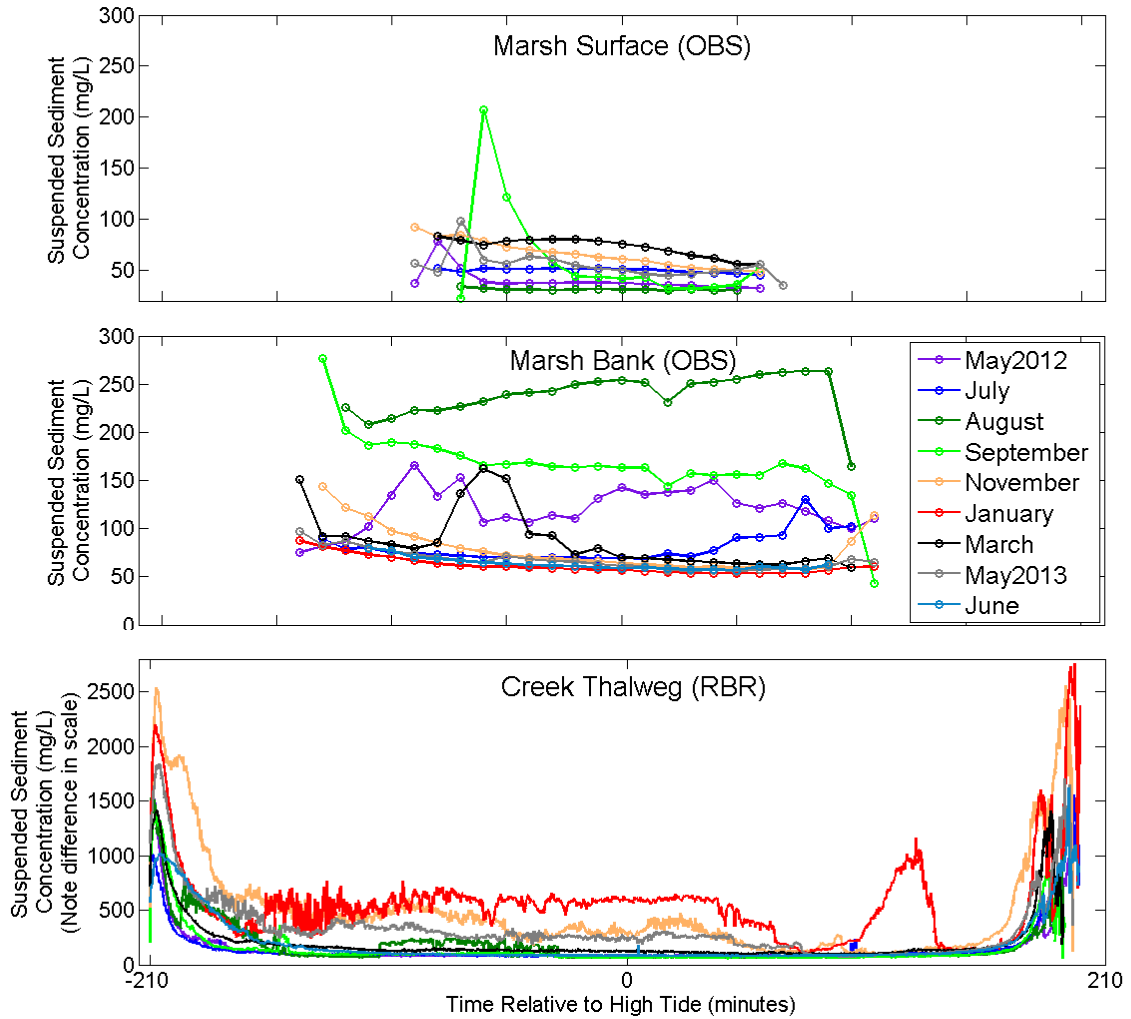 Marsh Surface (OBS)
Suspended Sediment
Concentration (mg/L)
300
250
200
150
100
50
Marsh Bank (OBS)
Suspended Sediment
Concentration (mg/L)
300
250
200
150
100
50
0
May2012
July
August
September
November
January
March
May2013
June
Creek Thalweg (RBR)
Suspended Sediment
Concentration (mg/L)
(Note difference in scale)
2500
2000
1500
1000
500
0
-210
0
210
Time Relative to High Tide (minutes)